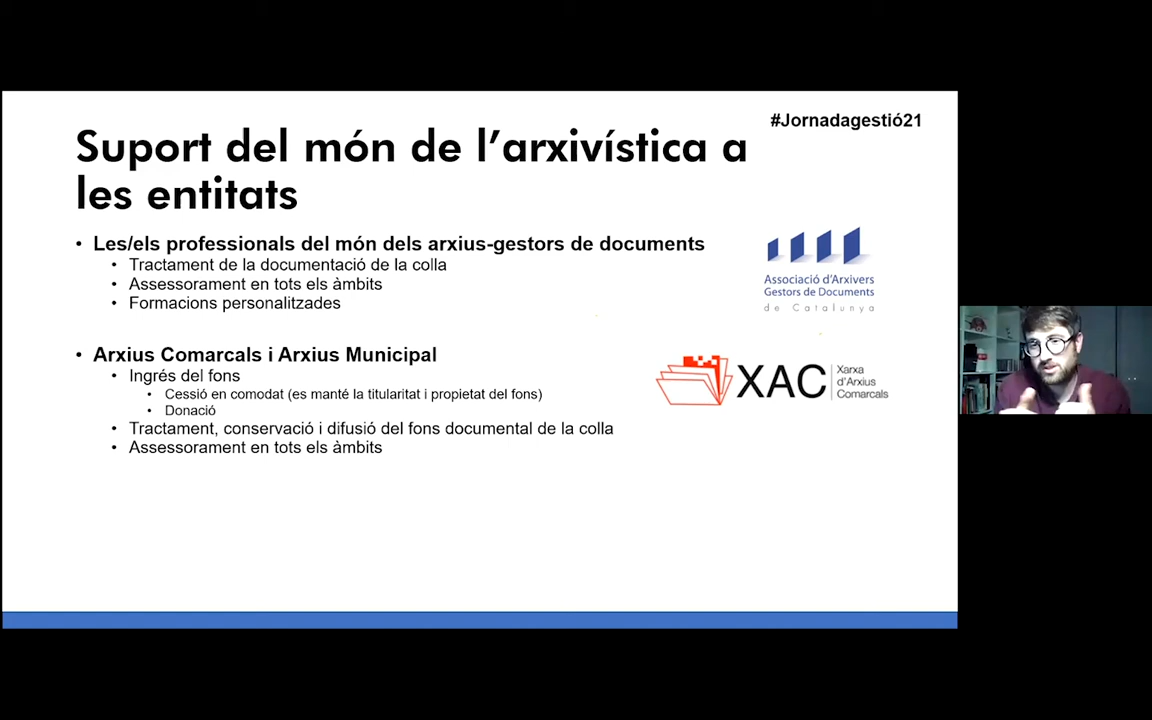 #Jornadagestió21
Suport del món de l’arxivística a
les entitats
• Les/els professionals del món dels arxius-gestors de documents
• Tractament de la documentació de la colla
• Assessorament en tots els àmbits
• Formacions personalitzades
Associació d'Arxivers
Gestors de Documents
de Catalunya
• Arxius Comarcals i Arxius Municipal
• Ingrés del fons
• Cessió en comodat (es manté la titularitat i propietat del fons)
• Donació
• Tractament, conservació i difusió del fons documental de la colla
• Assessorament en tots els àmbits
XAC
Xarxa
d'Arxius
Comarcals